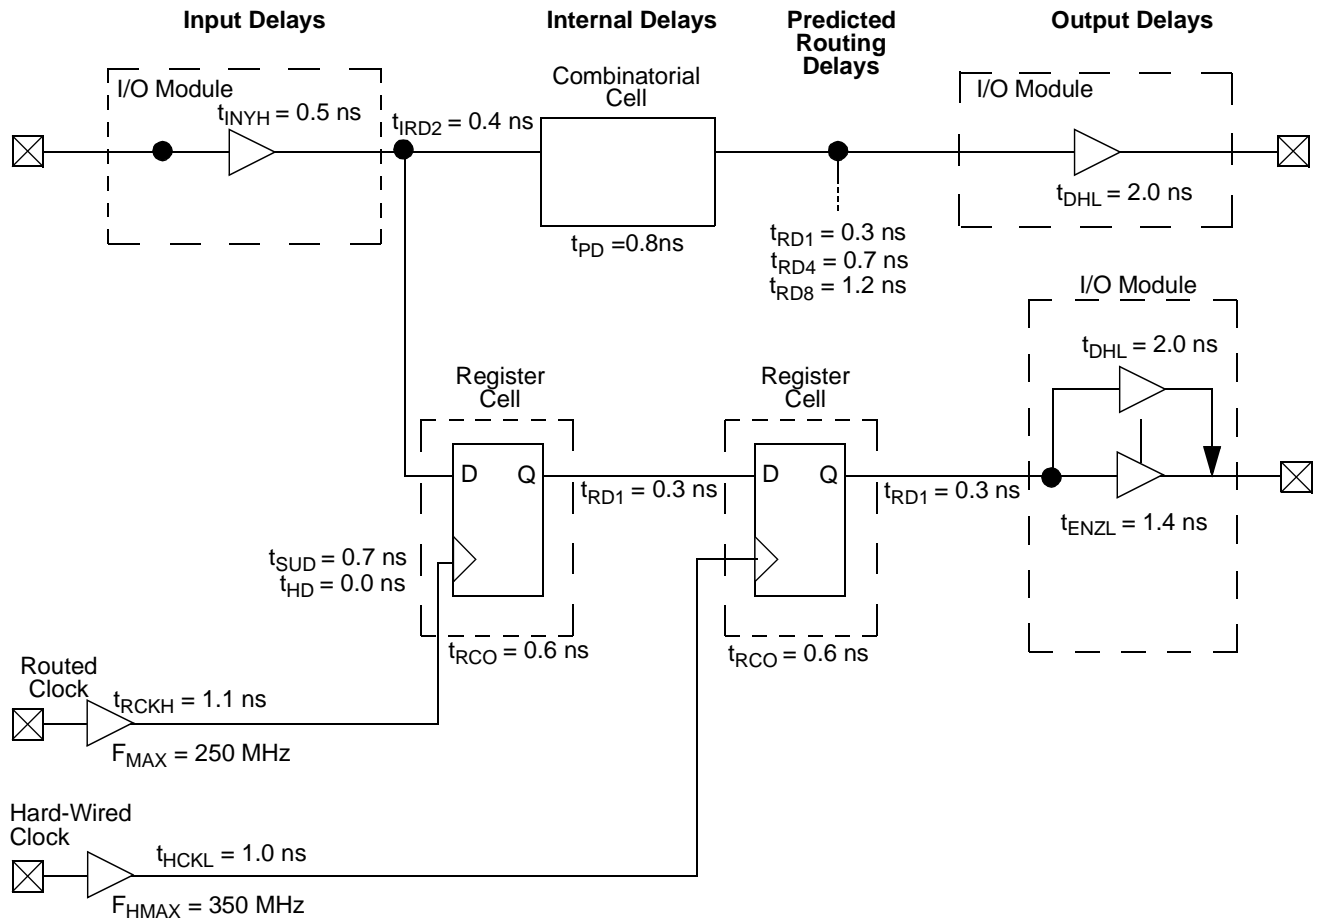 Input Delays
Internal Delays
Predicted
Routing
Delays
Output Delays
I/O Module
tINYH = 0.5 ns
tIRD2 = 0.4 ns
Combinatorial
Cell
tPD =0.8ns
tRD1 = 0.3 ns
tRD4 = 0.7 ns
tRD8 = 1.2 ns
I/O Module
tDHL = 2.0 ns
I/O Module
tDHL = 2.0 ns
tENZL = 1.4 ns
Register
Cell
D Q
tRD1 = 0.3 ns
tSUD = 0.7 ns
tHD = 0.0 ns
tRCO = 0.6 ns
Register
Cell
D Q
tRD1 = 0.3 ns
tRCO = 0.6 ns
Routed
Clock
tRCKH = 1.1 ns
FMAX = 250 MHz
Hard-Wired
Clock
tHCKL = 1.0 ns
FHMAX = 350 MHz